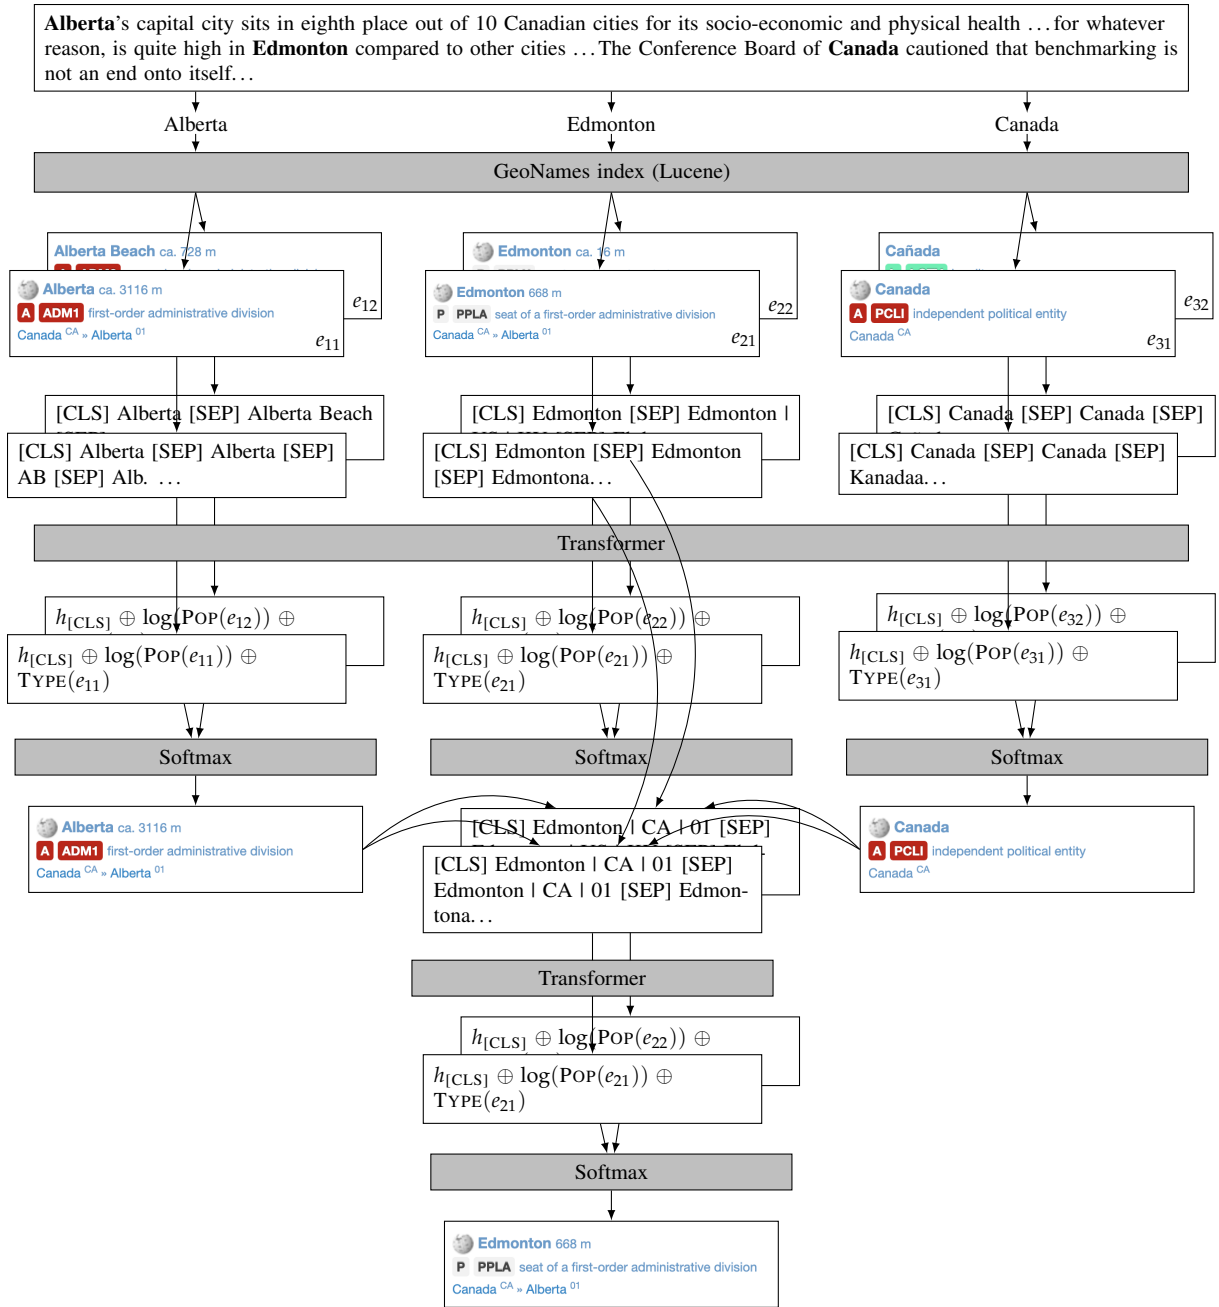 Alberta's capital city sits in eighth place out of 10 Canadian cities for its socio-economic and physical health …for whatever
reason, is quite high in Edmonton compared to other cities …The Conference Board of Canada cautioned that benchmarking is
not an end onto itself…
Alberta
Edmonton
Canada
GeoNames index (Lucene)
Alberta Beach ca. 728 m
e12
Alberta ca. 3116 m
A ADM1 first-order administrative division
Canada CA » Alberta 01
e11
Edmonton ca. 16 m
e22
Edmonton 668 m
P PPLA seat of a first-order administrative division
Canada CA » Alberta 01
e21
Cañada
e32
Canada
A PCLI independent political entity
Canada CA
e31
[CLS] Alberta [SEP] Alberta Beach
[CLS] Alberta [SEP] Alberta [SEP]
AB [SEP] Alb. …
[CLS] Edmonton [SEP] Edmonton |
[CLS] Edmonton [SEP] Edmonton
[SEP] Edmontona…
[CLS] Canada [SEP] Canada [SEP]
[CLS] Canada [SEP] Canada [SEP]
Kanadaa…
Transformer
h[CLS] ⊕ log(POP(e12)) ⊕
h[CLS] ⊕ log(POP(e11)) ⊕
TYPE(e11)
h[CLS] ⊕ log(POP(e22)) ⊕
h[CLS] ⊕ log(POP(e21)) ⊕
TYPE(e21)
h[CLS] ⊕ log(POP(e32)) ⊕
h[CLS] ⊕ log(POP(e31)) ⊕
TYPE(e31)
Softmax
Softmax
Softmax
Alberta ca. 3116 m
A ADM1 first-order administrative division
Canada CA » Alberta 01
[CLS] Edmonton | CA | 01 [SEP]
[CLS] Edmonton | CA | 01 [SEP]
Edmonton | CA | 01 [SEP] Edmon-
tona…
Canada
A PCLI independent political entity
Canada CA
Transformer
h[CLS] ⊕ log(POP(e22)) ⊕
h[CLS] ⊕ log(POP(e21)) ⊕
TYPE(e21)
Softmax
Edmonton 668 m
P PPLA seat of a first-order administrative division
Canada CA » Alberta 01